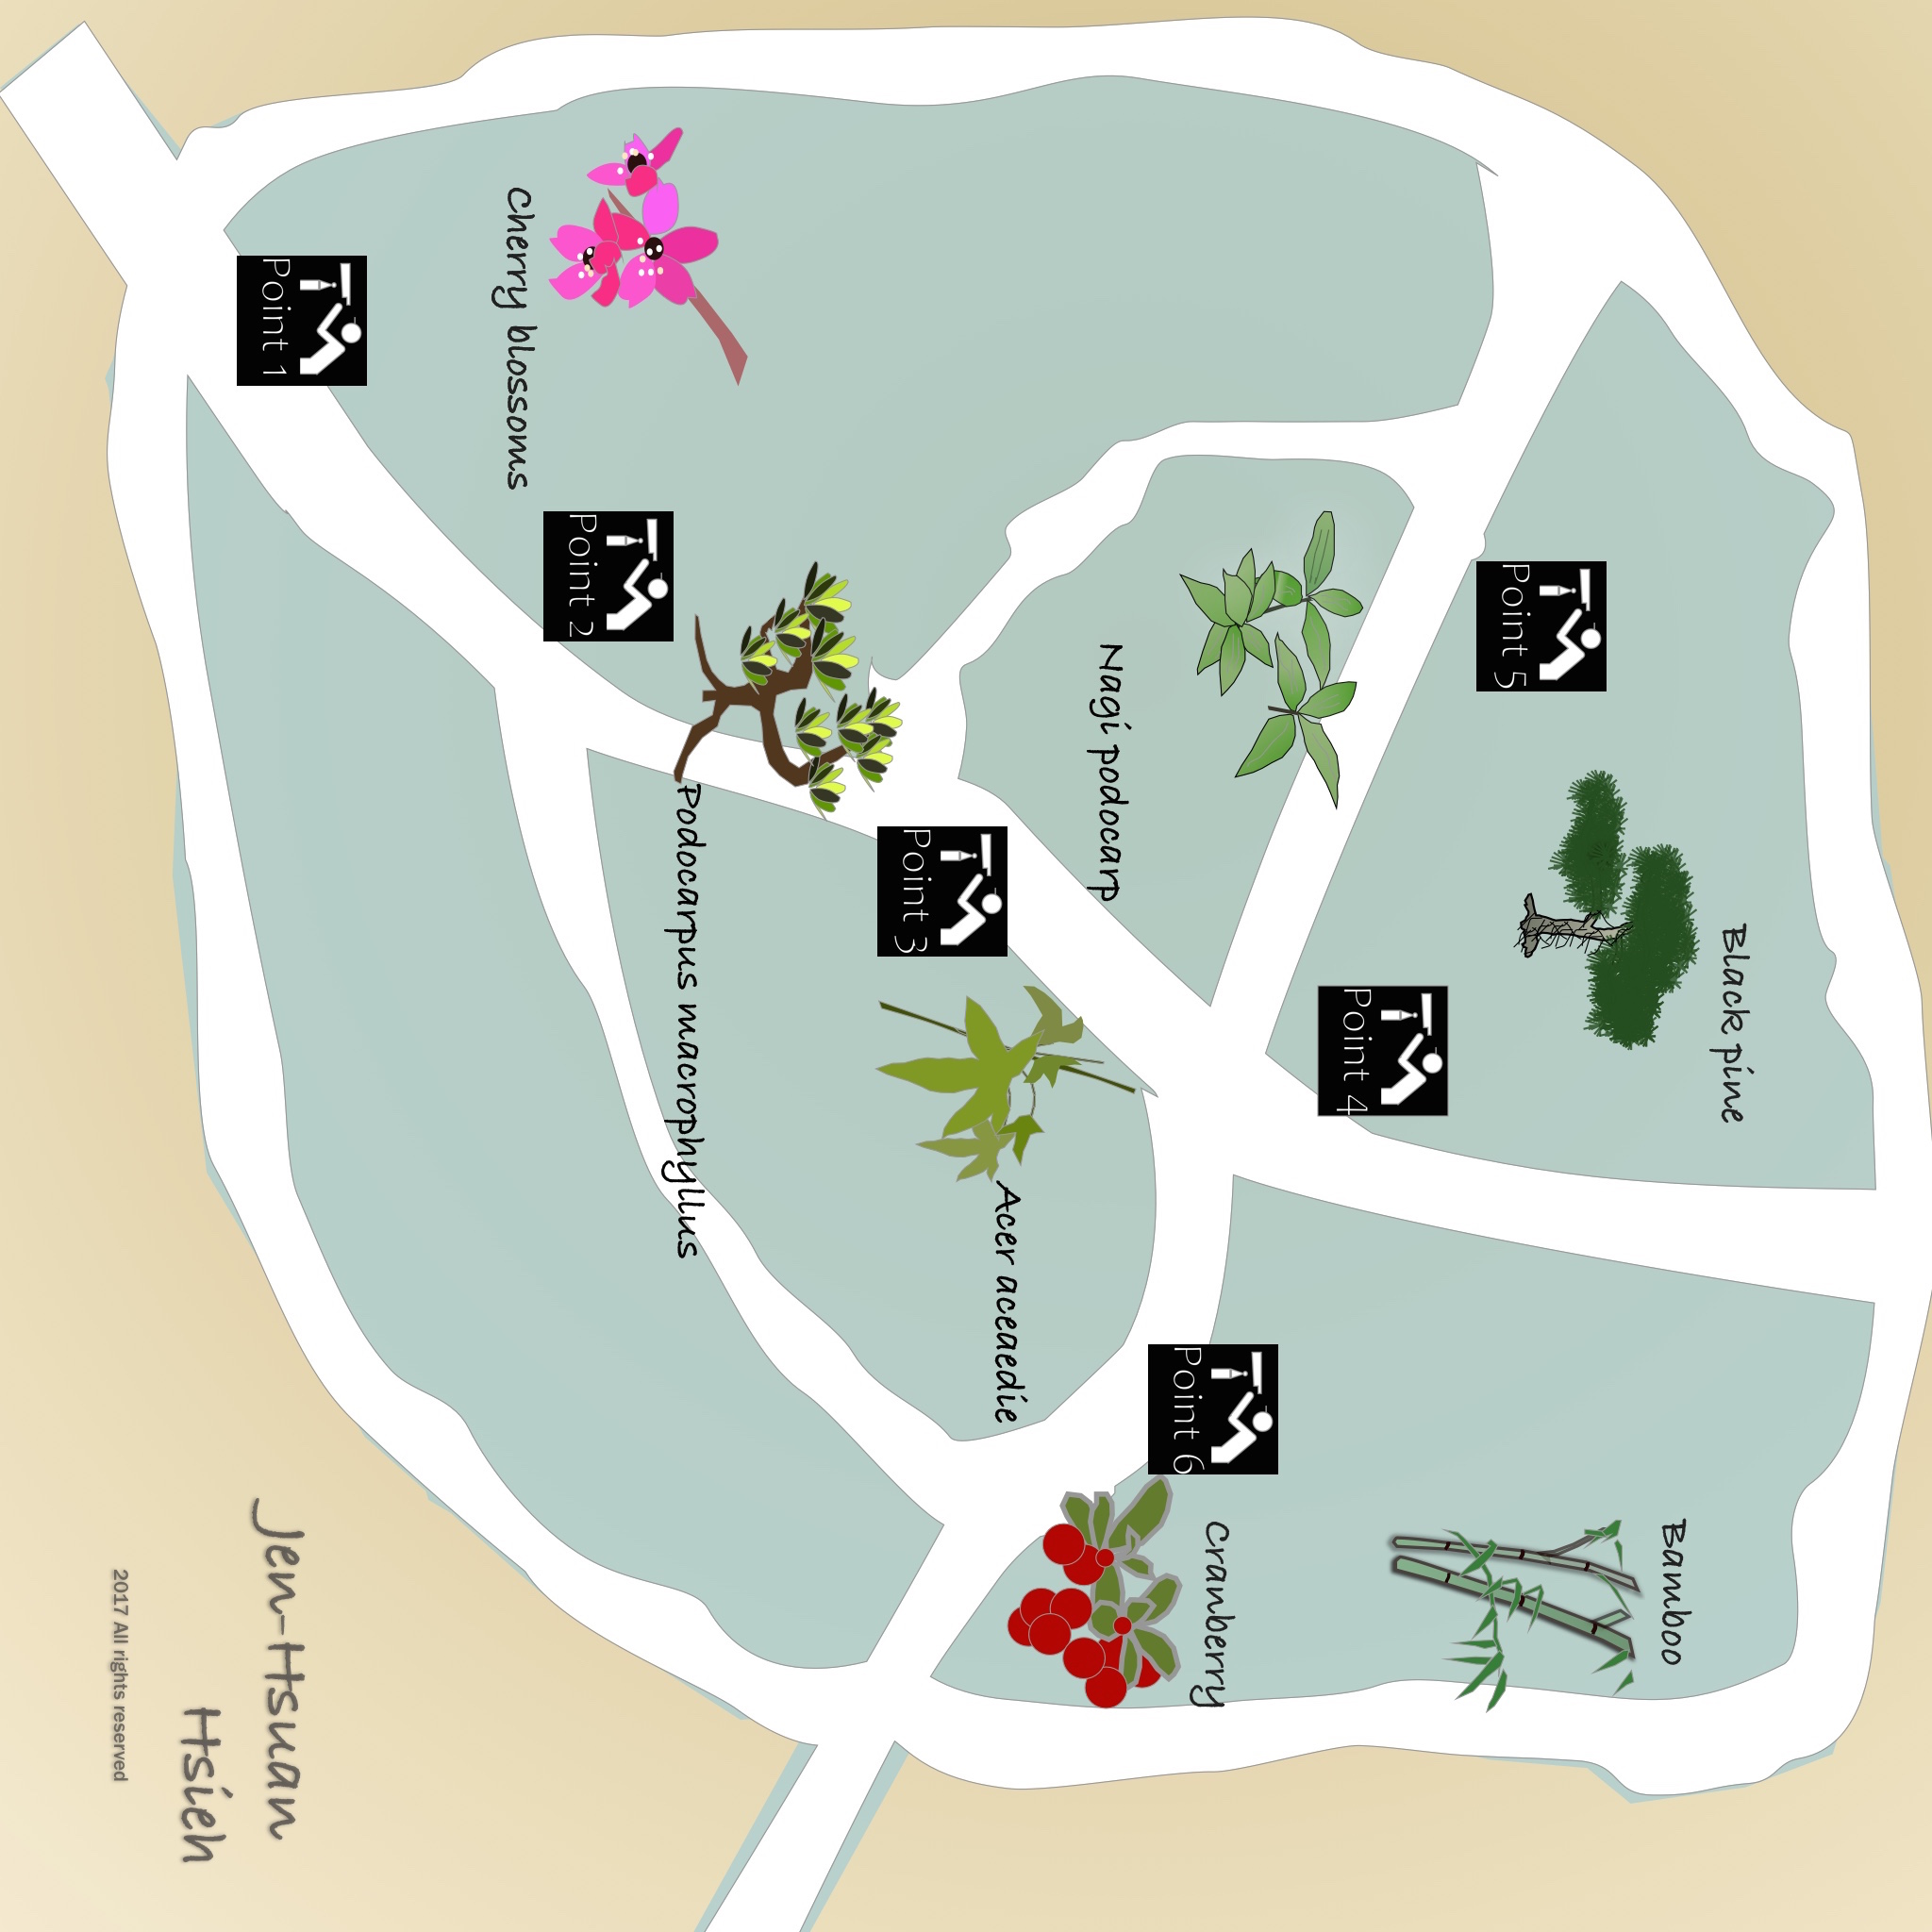 Black pine
Bamboo
Point 5
Point 4
Cranberry
Point 6
Nagi podocarp
Acer aceaedie
Point 3
Podocarpus macrophyllus
Point 2
Cherry blossoms
Point 1
Jen-Hsuan
Hsieh
2017 All rights reserved